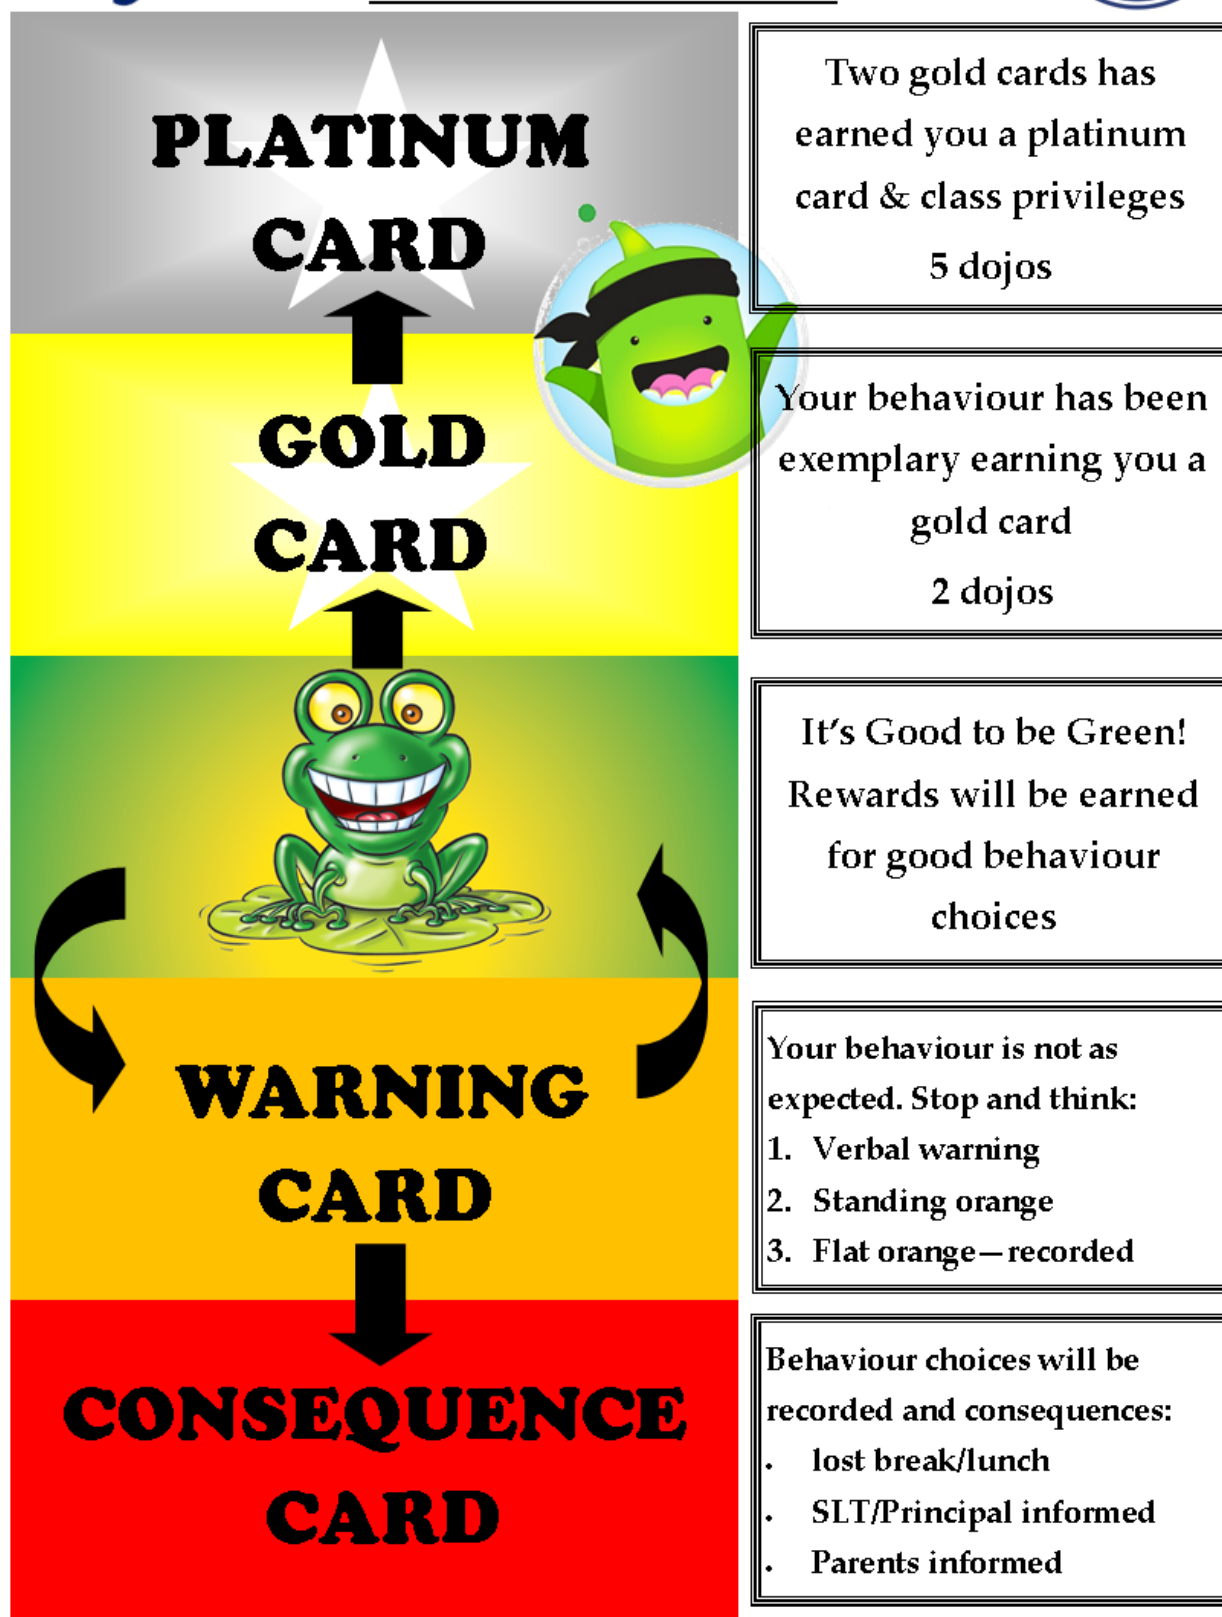 PLATINUM
CARD
Two gold cards has
earned you a platinum
card & class privileges
5 dojos
GOLD
CARD
Your behaviour has been
exemplary earning you a
gold card
2 dojos
It's Good to be Green!
Rewards will be earned
for good behaviour
choices
WARNING
CARD
Your behaviour is not as
expected. Stop and think:
1. Verbal warning
2. Standing orange
3. Flat orange—recorded
CONSEQUENCE
CARD
Behaviour choices will be
recorded and consequences:
• lost break/lunch
• SLT/Principal informed
• Parents informed